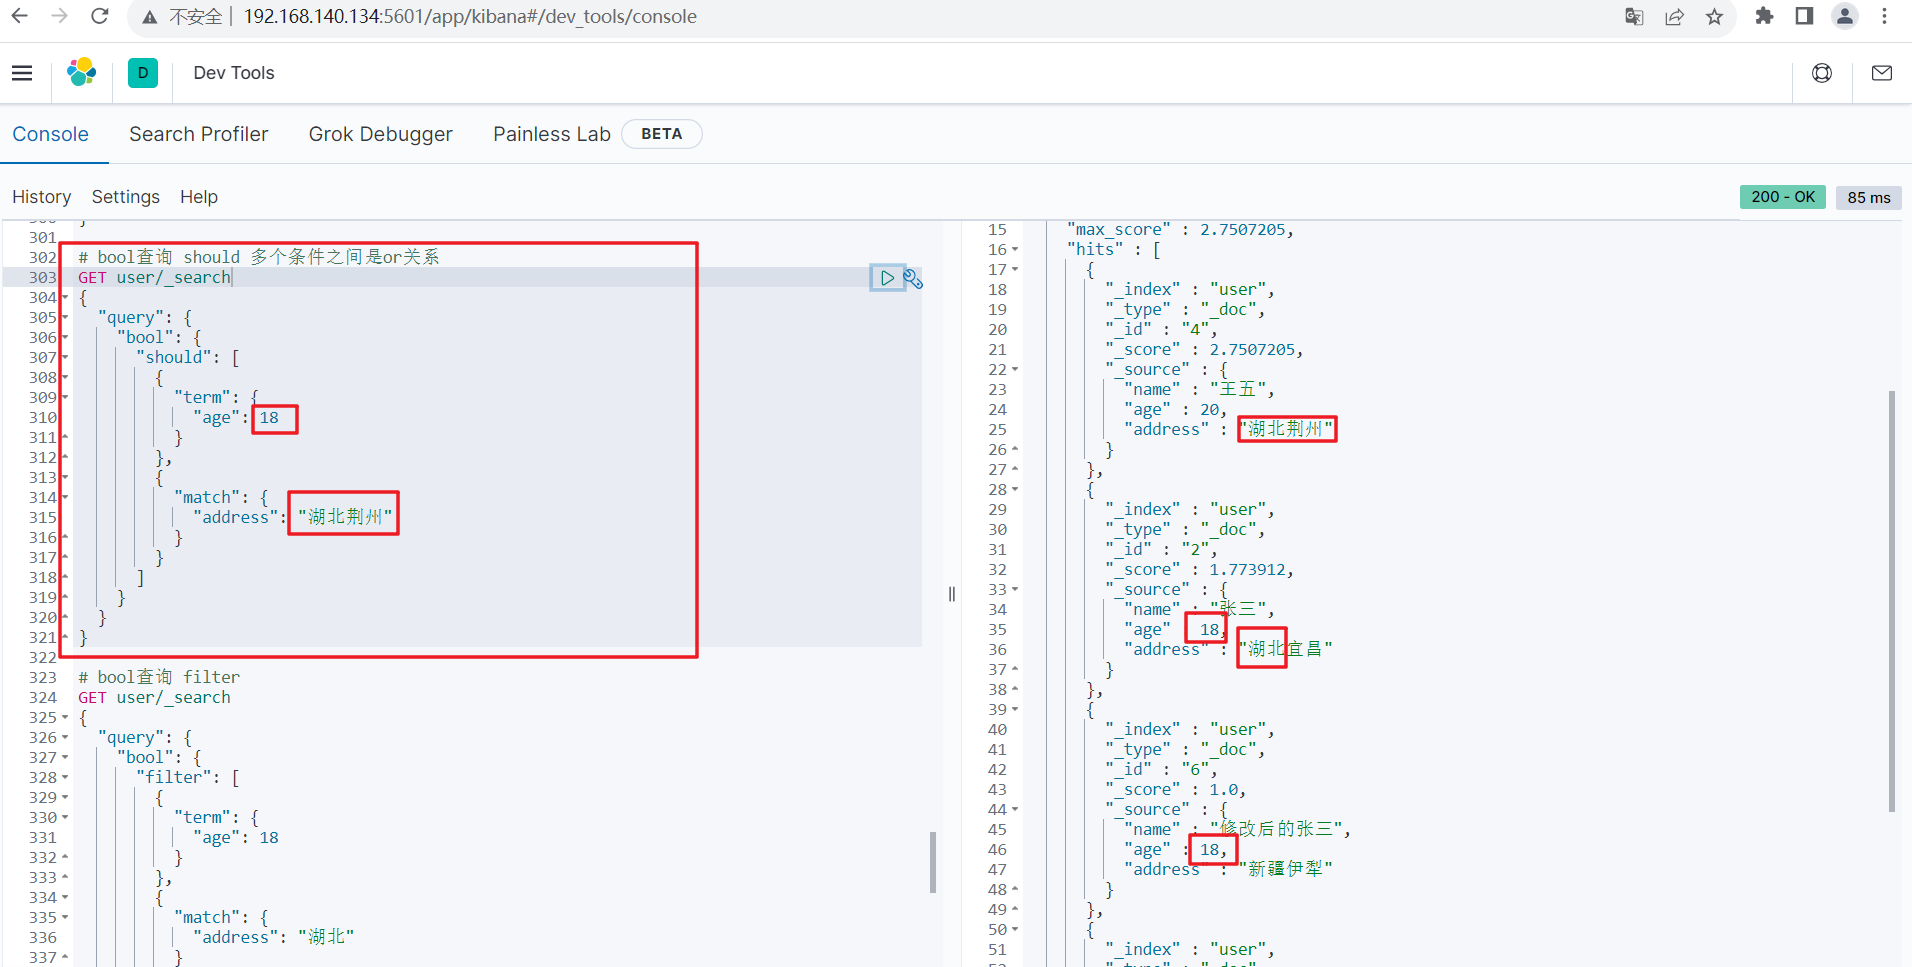 不安全 | 192.168.140.134:5601/app/kibana#/dev_tools/console
D Dev Tools
Console Search Profiler Grok Debugger Painless Lab BETA
History Settings Help
200 - OK 85 ms
301
302 # bool查询 should 多个条件之间是or关系
303 GET user/_search
304 {
305 "query": {
306 "bool": {
307 "should": [
308 {
309 "term": {
310 "age": 18
311 }
312 },
313 {
314 "match": {
315 "address": "湖北荆州"
316 }
317 }
318 ]
319 }
320 }
321 }
322
323 # bool查询 filter
324 GET user/_search
325 {
326 "query": {
327 "bool": {
328 "filter": [
329 {
330 "term": {
331 "age": 18
332 }
333 },
334 {
335 "match": {
336 "address": "湖北"
337 }
15 "max_score" : 2.7507205,
16 "hits" : [
17 {
18 "_index" : "user",
19 "_type" : "_doc",
20 "_id" : "4",
21 "_score" : 2.7507205,
22 "_source" : {
23 "name" : "王五",
24 "age" : 20,
25 "address" : "湖北荆州"
26 }
27 },
28 {
29 "_index" : "user",
30 "_type" : "_doc",
31 "_id" : "2",
32 "_score" : 1.773912,
33 "_source" : {
34 "name" : "张三",
35 "age" 18,
36 "address" : "湖北宜昌"
37 }
38 },
39 {
40 "_index" : "user",
41 "_type" : "_doc",
42 "_id" : "6",
43 "_score" : 1.0,
44 "_source" : {
45 "name" : "修改后的张三",
46 "age" : 18,
47 "address" : "新疆伊犁"
48 }
49 },
50 {
51 "_index" : "user",